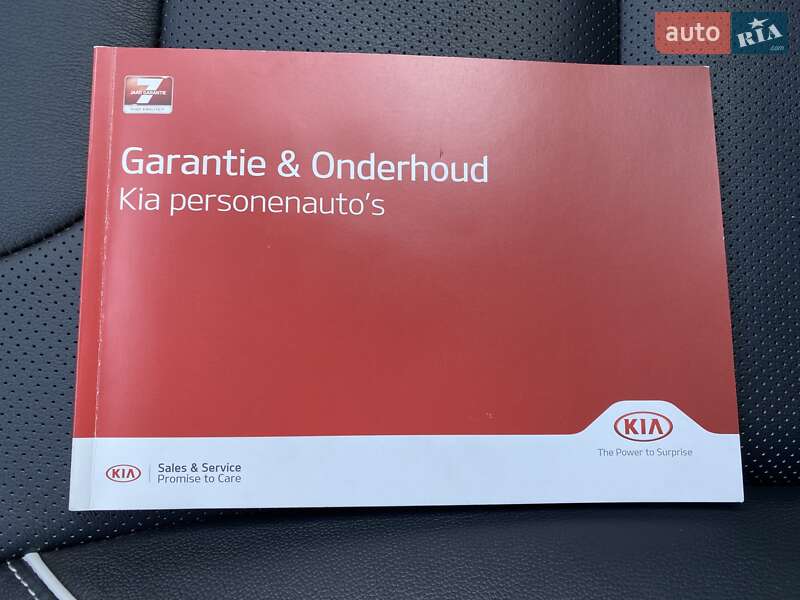 auto RIA
.com
7
JAAR GARANTIE
Garantie & Onderhoud
Kia personenauto's
KIA
The Power to Surprise
KIA
Sales & Service
Promise to Care